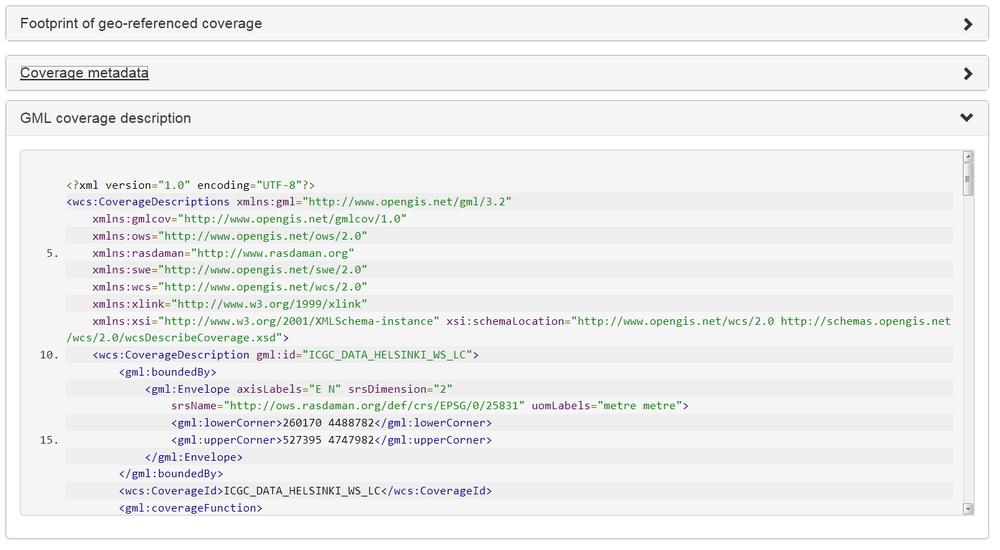 Footprint of geo-referenced coverage
Coverage metadata
GML coverage description
<?xml version="1.0" encoding="UTF-8"?>
<wcs:CoverageDescriptions xmlns:gml="http://www.opengis.net/gml/3.2"
xmlns:gmlcov="http://www.opengis.net/gmlcov/1.0"
xmlns:ows="http://www.opengis.net/ows/2.0"
5. xmlns:rasdaman="http://www.rasdaman.org"
xmlns:swe="http://www.opengis.net/swe/2.0"
xmlns:wcs="http://www.opengis.net/wcs/2.0"
xmlns:xlink="http://www.w3.org/1999/xlink"
xmlns:xsi="http://www.w3.org/2001/XMLSchema-instance" xsi:schemaLocation="http://www.opengis.net/wcs/2.0 http://schemas.opengis.net
/wcs/2.0/wcsDescribeCoverage.xsd">
10. <wcs:CoverageDescription gml:id="ICGC_DATA_HELSINKI_WS_LC">
<gml:boundedBy>
<gml:Envelope axisLabels="E N" srsDimension="2"
srsName="http://ows.rasdaman.org/def/crs/EPSG/0/25831" uomLabels="metre metre">
<gml:lowerCorner>260170 4488782</gml:lowerCorner>
15. <gml:upperCorner>527395 4747982</gml:upperCorner>
</gml:Envelope>
</gml:boundedBy>
<wcs:CoverageId>ICGC_DATA_HELSINKI_WS_LC</wcs:CoverageId>
<gml:coverageFunction>